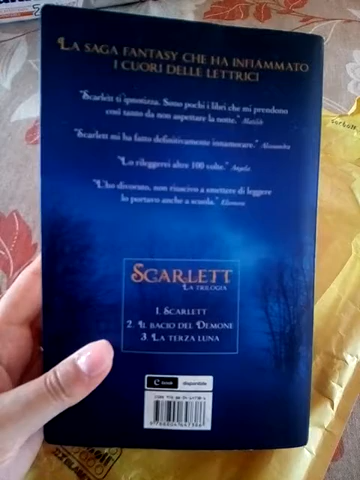 La saga fantasy che ha infiammato
i cuori delle lettrici
"Scarlett ti ipnotizza. Sono pochi i libri che mi prendono
così tanto da non aspettare la notte." Matilde
"Scarlett mi ha fatto definitivamente innamorare." Alessandra
"Lo rileggerei altre 100 volte." Angela
"L'ho divorato, non riuscivo a smettere di leggere
lo portavo anche a scuola." Eleonora
Scarlett
La trilogia
1. Scarlett
2. Il bacio del Demone
3. La terza luna
e book disponibile
ISBN 978